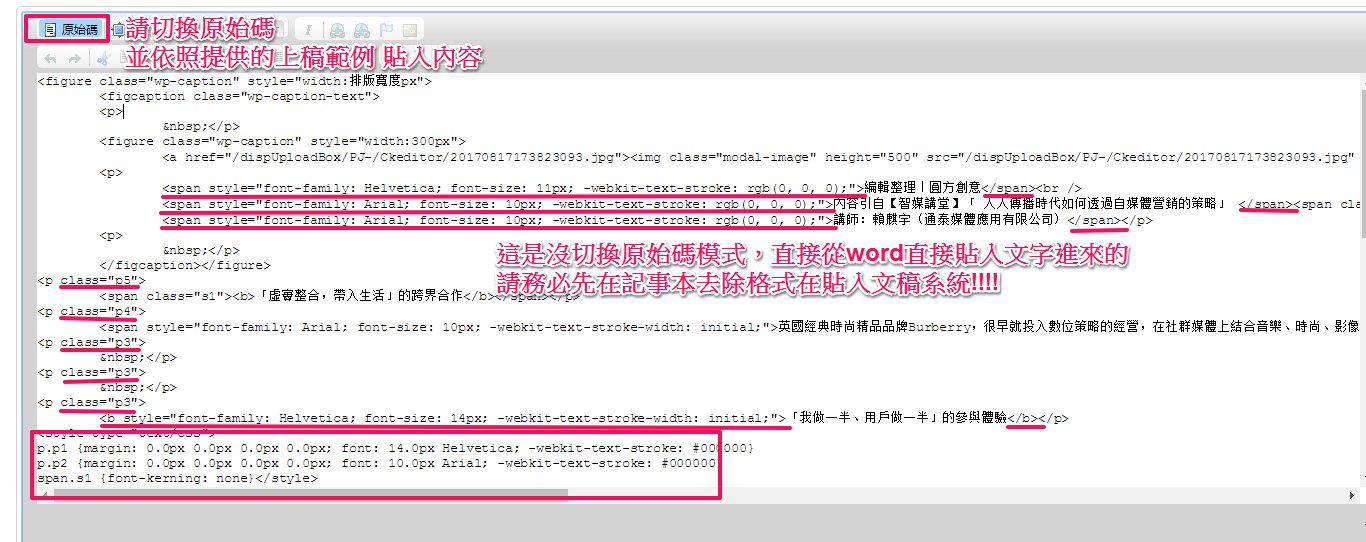 原始碼 請切換原始碼
並依照提供的上稿範例 貼入內容
<figure class="wp-caption" style="width:排版寬度px">
<figcaption class="wp-caption-text">
<p>
&nbsp;</p>
<figure class="wp-caption" style="width:300px">
<a href="/dispUploadBox/PJ-/Ckeditor/20170817173823093.jpg"><img class="modal-image" height="500" src="/dispUploadBox/PJ-/Ckeditor/20170817173823093.jpg"
<p>
<span style="font-family: Helvetica; font-size: 11px; -webkit-text-stroke: rgb(0, 0, 0);">編輯整理丨圓方創意</span><br />
<span style="font-family: Arial; font-size: 10px; -webkit-text-stroke: rgb(0, 0, 0);">內容引自【智媒講堂】「 人人傳播時代如何透過自媒體營銷的策略」 </span><span cla
<span style="font-family: Arial; font-size: 10px; -webkit-text-stroke: rgb(0, 0, 0);">講師: 賴麒宇（通泰媒體應用有限公司）</span></p>
<p>
&nbsp;</p>
</figcaption></figure>
這是沒切換原始碼模式，直接從word直接貼入文字進來的
請務必先在記事本去除格式在貼入文稿系統!!!!
<p class="p5">
<span class="s1"><b>「虛實整合，帶入生活」的跨界合作</b></span></p>
<p class="p4">
<span style="font-family: Arial; font-size: 10px; -webkit-text-stroke-width: initial;">英國經典時尚精品品牌Burberry，很早就投入數位策略的經營，在社群媒體上結合音樂、時尚、影像
<p class="p3">
&nbsp;</p>
<p class="p3">
&nbsp;</p>
<p class="p3">
<b style="font-family: Helvetica; font-size: 14px; -webkit-text-stroke-width: initial;">「我做一半、用戶做一半」的參與體驗</b></p>
<style type="text/css">
p.p1 {margin: 0.0px 0.0px 0.0px 0.0px; font: 14.0px Helvetica; -webkit-text-stroke: #000000}
p.p2 {margin: 0.0px 0.0px 0.0px 0.0px; font: 10.0px Arial; -webkit-text-stroke: #000000
span.s1 {font-kerning: none}</style>